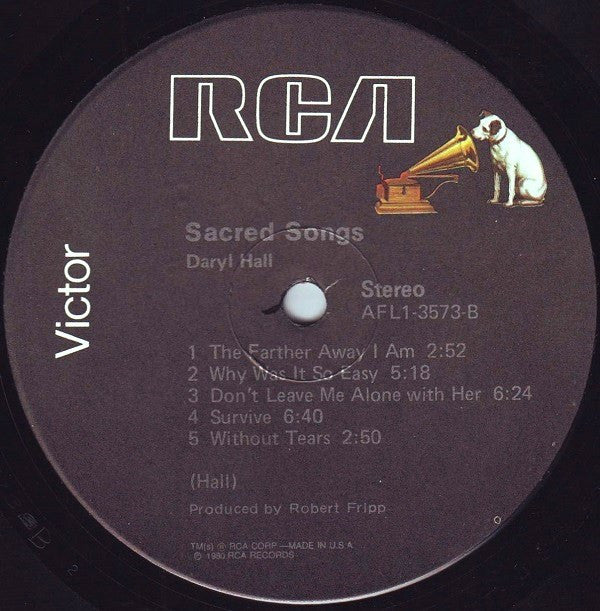 RCA
Victor
Sacred Songs
Daryl Hall
Stereo
AFL1-3573-B
1 The Farther Away I Am 2:52
2 Why Was It So Easy 5:18
3 Don't Leave Me Alone with Her 6:24
4 Survive 6:40
5 Without Tears 2:50
(Hall)
Produced by Robert Fripp
TM(s) ® RCA CORP—MADE IN U.S.A.
℗ 1980 RCA RECORDS